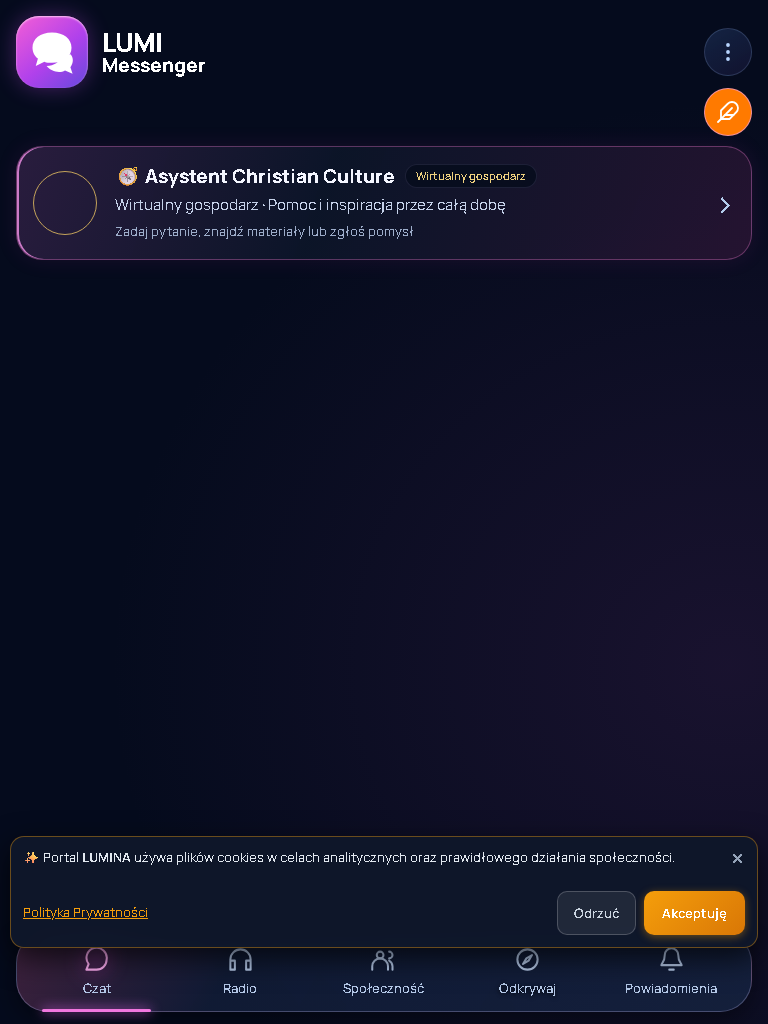 LUMI
Messenger
🧭 Asystent Christian Culture
Wirtualny gospodarz
Wirtualny gospodarz · Pomoc i inspiracja przez całą dobę
Zadaj pytanie, znajdź materiały lub zgłoś pomysł
✨ Portal LUMINA używa plików cookies w celach analitycznych oraz prawidłowego działania społeczności.
Polityka Prywatności
Odrzuć
Akceptuję
Czat
Radio
Społeczność
Odkrywaj
Powiadomienia